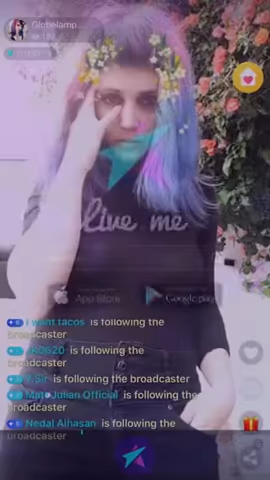 Globelamp...
live me
App Store
Google play
I want tacos is following the
broadcaster
is following the
broadcaster
is following the broadcaster
Matt Julian Official is following the
broadcaster
Nedal Alhasan is following the
broadcaster